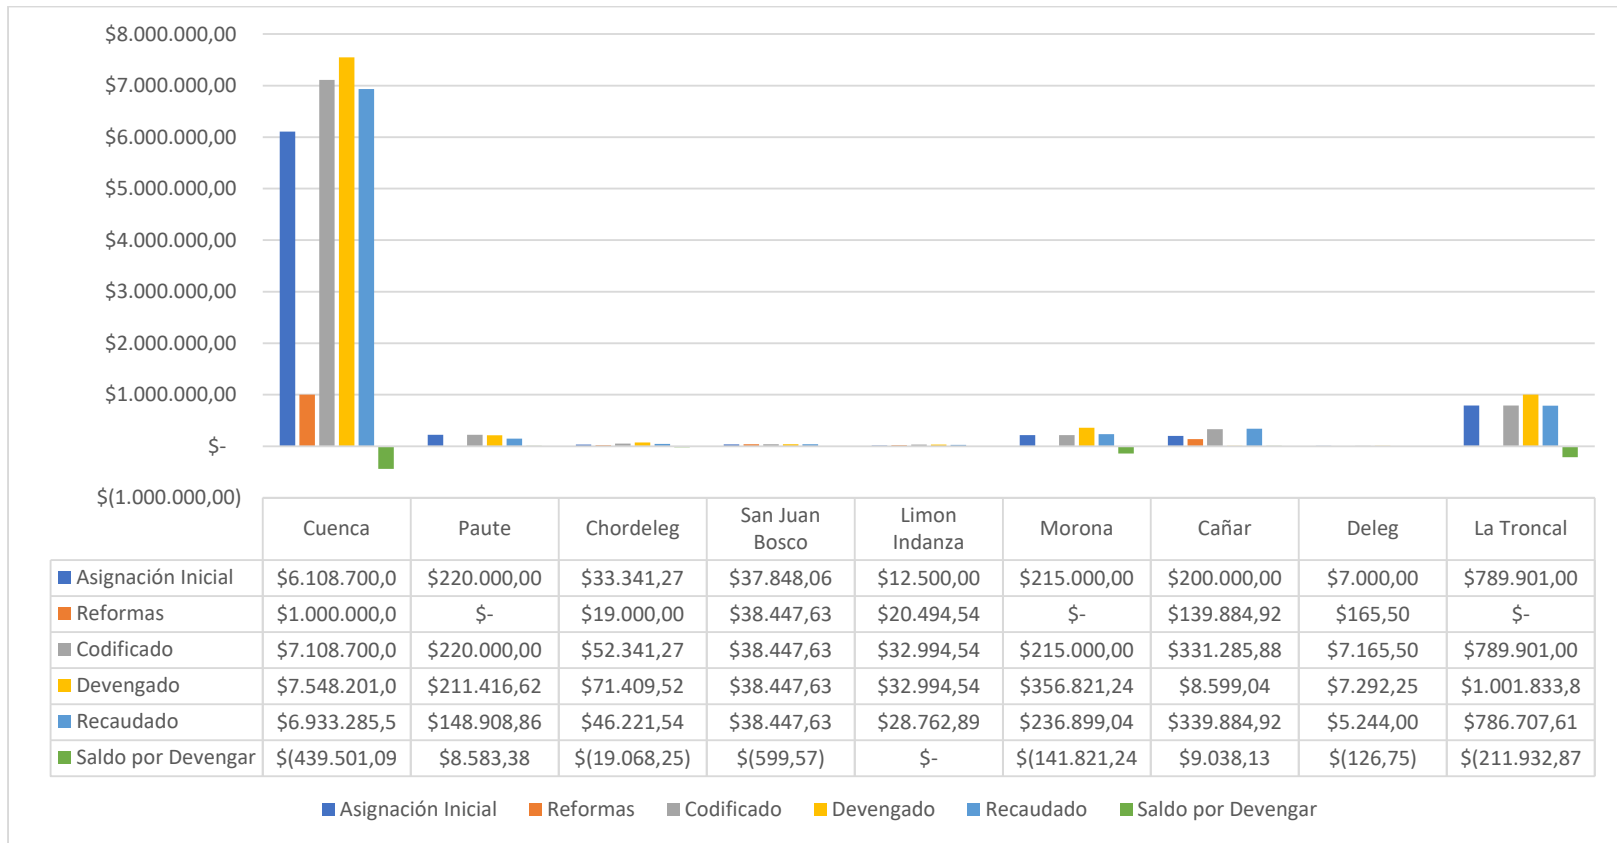 $8.000.000,00
$7.000.000,00
$6.000.000,00
$5.000.000,00
$4.000.000,00
$3.000.000,00
$2.000.000,00
$1.000.000,00
$-
$(1.000.000,00)
Cuenca Paute Chordeleg San Juan Bosco Limon Indanza Morona Cañar Deleg La Troncal
Asignación Inicial $6.108.700,0 $220.000,00 $33.341,27 $37.848,06 $12.500,00 $215.000,00 $200.000,00 $7.000,00 $789.901,00
Reformas $1.000.000,0 $- $19.000,00 $38.447,63 $20.494,54 $- $139.884,92 $165,50 $-
Codificado $7.108.700,0 $220.000,00 $52.341,27 $38.447,63 $32.994,54 $215.000,00 $331.285,88 $7.165,50 $789.901,00
Devengado $7.548.201,0 $211.416,62 $71.409,52 $38.447,63 $32.994,54 $356.821,24 $8.599,04 $7.292,25 $1.001.833,8
Recaudado $6.933.285,5 $148.908,86 $46.221,54 $38.447,63 $28.762,89 $236.899,04 $339.884,92 $5.244,00 $786.707,61
Saldo por Devengar $(439.501,09 $8.583,38 $(19.068,25) $(599,57) $- $(141.821,24 $9.038,13 $(126,75) $(211.932,87
Asignación Inicial Reformas Codificado Devengado Recaudado Saldo por Devengar